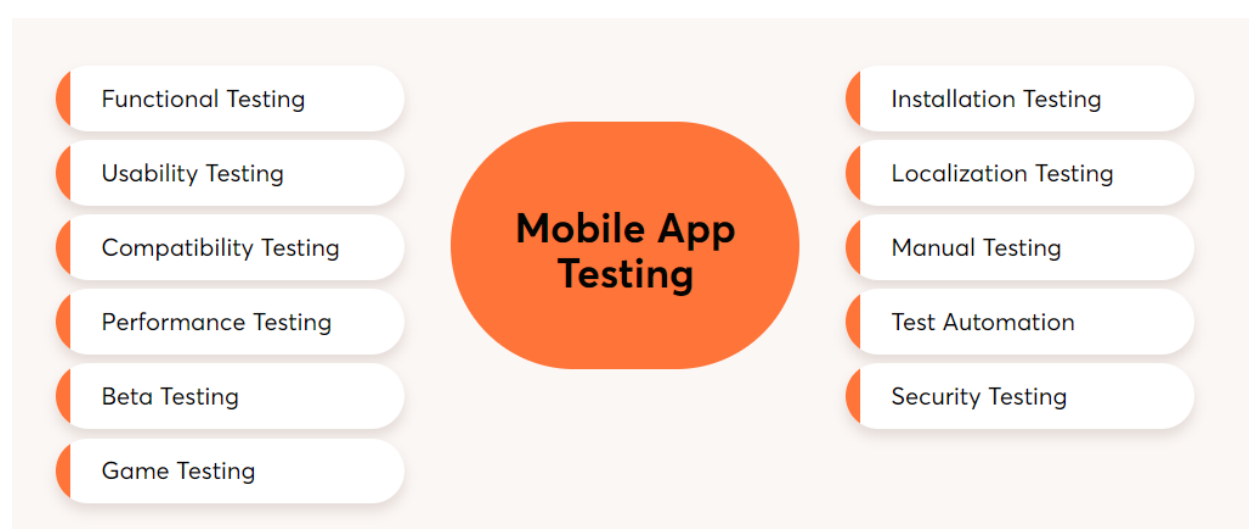 Functional Testing
Usability Testing
Compatibility Testing
Performance Testing
Beta Testing
Game Testing
Mobile App
Testing
Installation Testing
Localization Testing
Manual Testing
Test Automation
Security Testing